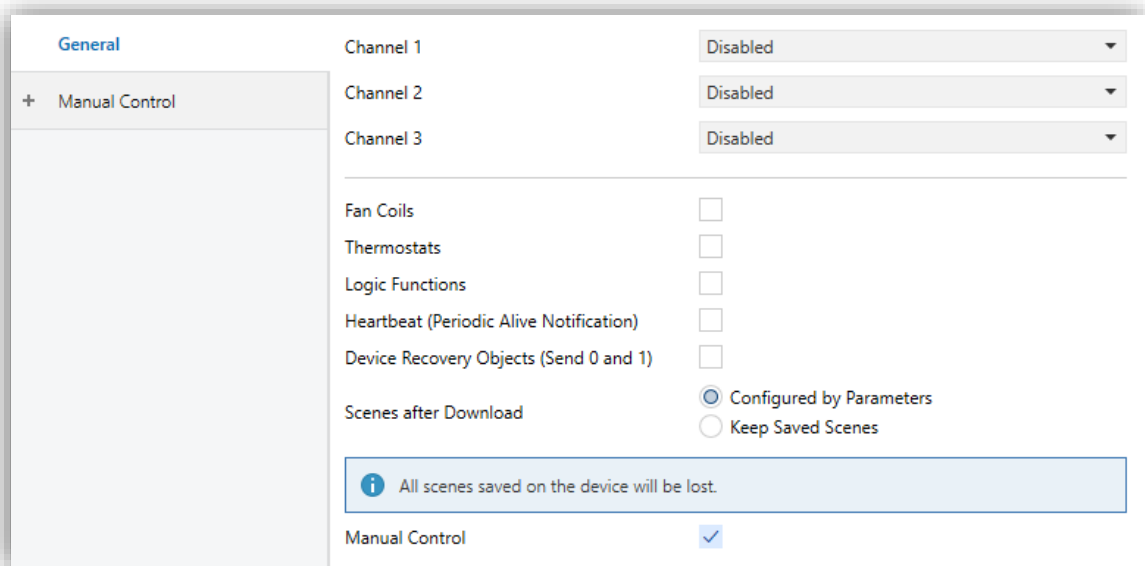 General
+ Manual Control
Channel 1 Disabled
Channel 2 Disabled
Channel 3 Disabled
Fan Coils
Thermostats
Logic Functions
Heartbeat (Periodic Alive Notification)
Device Recovery Objects (Send 0 and 1)
Scenes after Download
Configured by Parameters
Keep Saved Scenes
All scenes saved on the device will be lost.
Manual Control